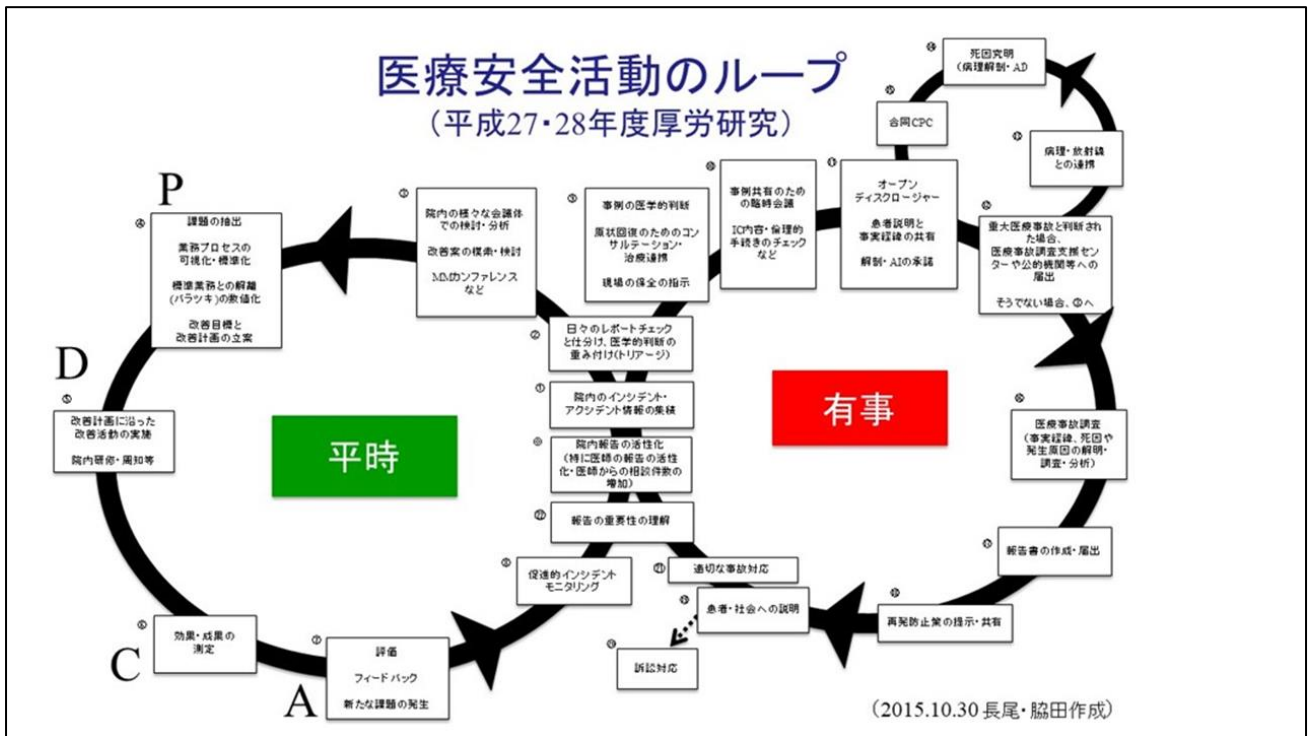 医療安全活動のループ
(平成27・28年度厚労研究)
P
④
課題の抽出
業務プロセスの
可視化・標準化
標準業務との解離
(バラツキ)の数値化
改善目標と
改善計画の立案
D
⑤
改善計画に沿った
改善活動の実施
院内研修・周知等
C
⑥
効果・成果の
測定
A
⑦
評価
フィードバック
新たな課題の発生
促進的インシデント
モニタリング
平時
③
院内の様々な会議体
での検討・分析
改善案の模索・検討
MMカンファレンス
など
②
日々のレポートチェック
と仕分け、医学的判断の
重み付け(トリアージ)
①
院内のインシデント・
アクシデント情報の集積
院内報告の活性化
(特に医師の報告の活性
化・医師からの相談件数の
増加)
㉒
報告の重要性の理解
事例の医学的判断
原状回復のためのコン
サルテーション・
治療連携
現場の保全の指示
⑩
事例共有のため
の臨時会議
IC内容・倫理的
手続きのチェック
など
⑪
オープン
ディスクロージャー
患者説明と
事実経緯の共有
解剖・AIの承諾
⑫
重大医療事故と判断され
た場合、
医療事故調査支援セン
ターや公的機関等への
届出
そうでない場合、③へ
⑬
病理・放射線
との連携
⑭
死因究明
(病理解剖・AI)
⑮
合同CPC
有事
⑯
医療事故調査
(事実経緯、死因や
発生原因の解明・
調査・分析)
⑰
報告書の作成・届出
⑱
再発防止策の提示・共有
患者・社会への説明
訴訟対応
㉑
適切な事故対応
(2015.10.30 長尾・脇田作成)